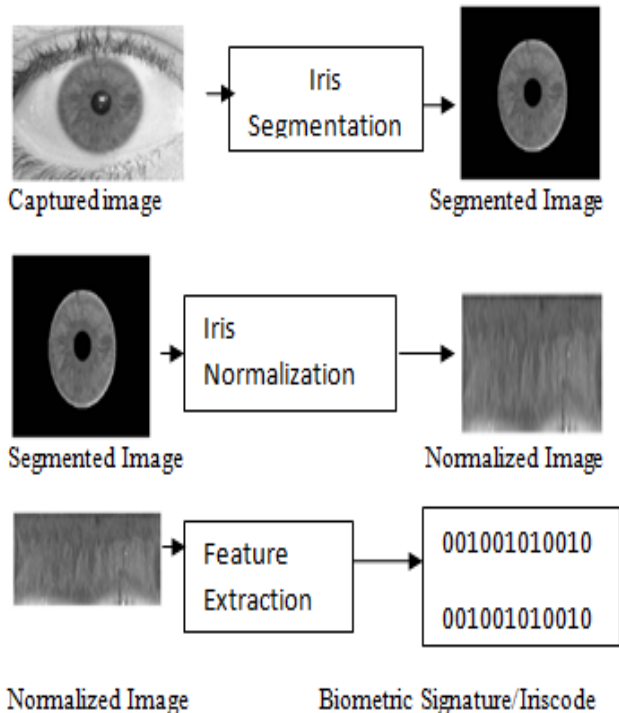 Iris
Segmentation
Captured image
Segmented Image
Iris
Normalization
Segmented Image
Normalized Image
Feature
Extraction
001001010010
001001010010
Normalized Image
Biometric Signature/Iriscode